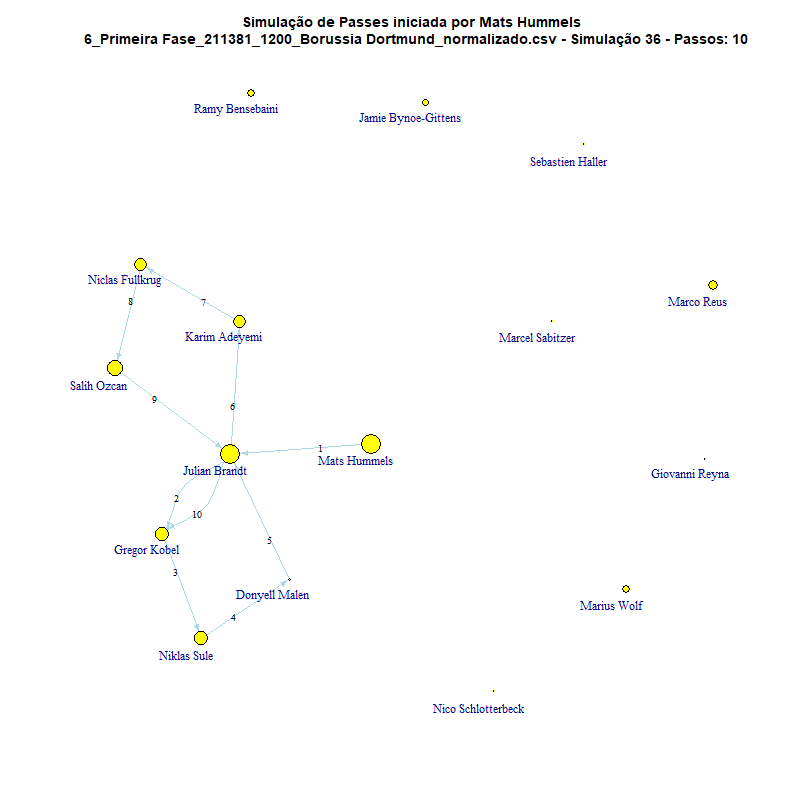 Simulação de Passes iniciada por Mats Hummels
6_Primeira Fase_211381_1200_Borussia Dortmund_normalizado.csv - Simulação 36 - Passos: 10
Ramy Bensebaini
Jamie Bynoe-Gittens
Sebastien Haller
Niclas Fullkrug
Marco Reus
8
7
Karim Adeyemi
Marcel Sabitzer
Salih Ozcan
9
6
1
Mats Hummels
Julian Brandt
Giovanni Reyna
2
10
5
Gregor Kobel
3
Donyell Malen
Marius Wolf
4
Niklas Sule
Nico Schlotterbeck